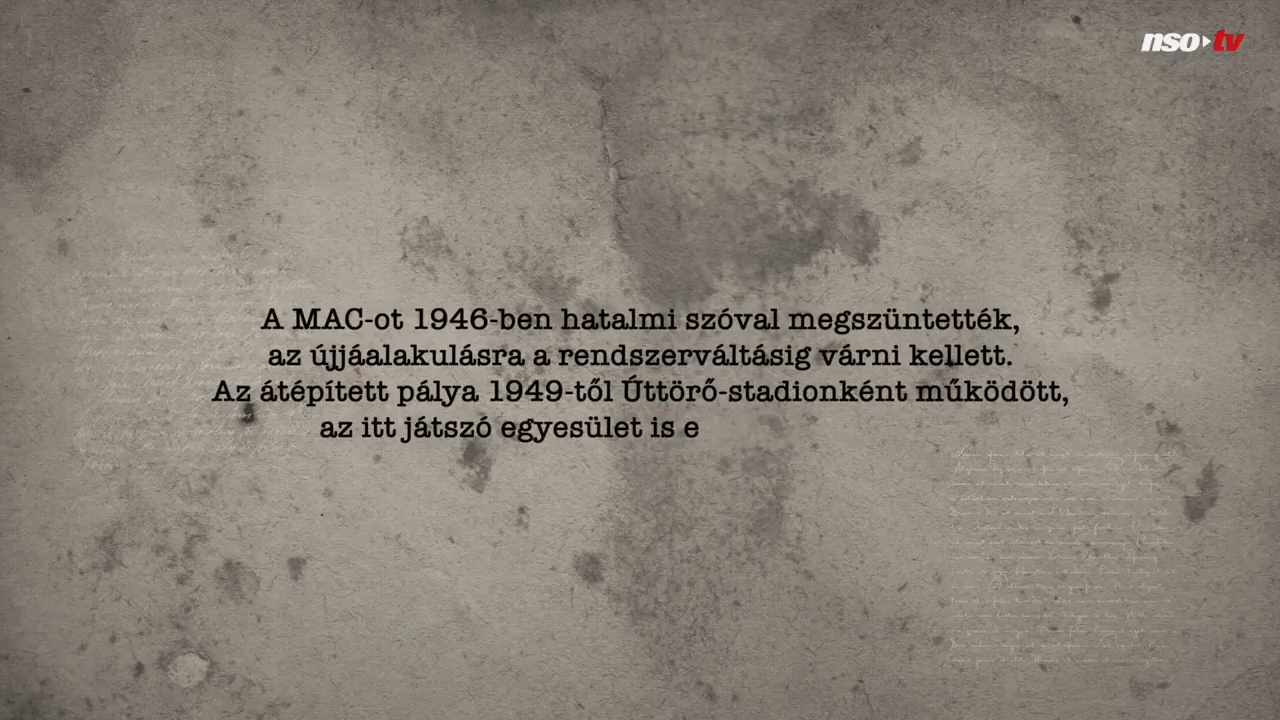 nso tv
A MAC-ot 1946-ben hatalmi szóval megszüntették,
az újjáalakulásra a rendszerváltásig várni kellett.
Az átépített pálya 1949-től Úttörő-stadionként működött,
az itt játszó egyesület is e